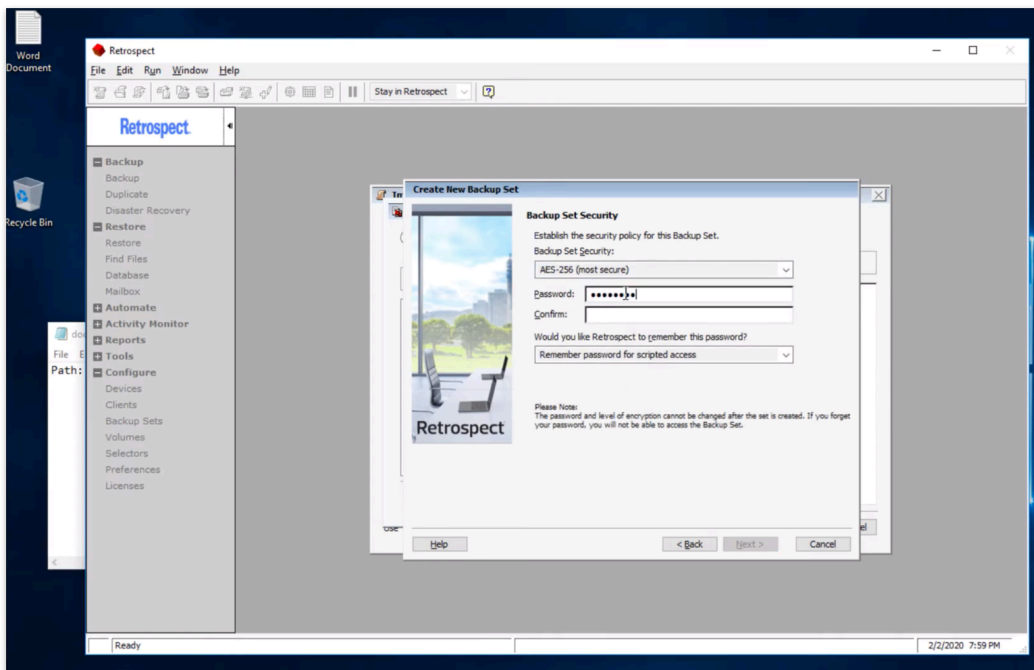 Word
Document
Recycle Bin
Retrospect
File Edit Run Window Help
Stay in Retrospect
Retrospect
Backup
Backup
Duplicate
Disaster Recovery
Restore
Restore
Find Files
Database
Mailbox
Automate
Activity Monitor
Reports
Tools
Configure
Devices
Clients
Backup Sets
Volumes
Selectors
Preferences
Licenses
File
Path:
Create New Backup Set
Backup Set Security
Establish the security policy for this Backup Set.
Backup Set Security:
AES-256 (most secure)
Password: ••••••••
Confirm:
Would you like Retrospect to remember this password?
Remember password for scripted access
Please Note:
The password and level of encryption cannot be changed after the set is created. If you forget
your password, you will not be able to access the Backup Set.
Retrospect
Help < Back Next > Cancel
Ready 2/2/2020 7:59 PM